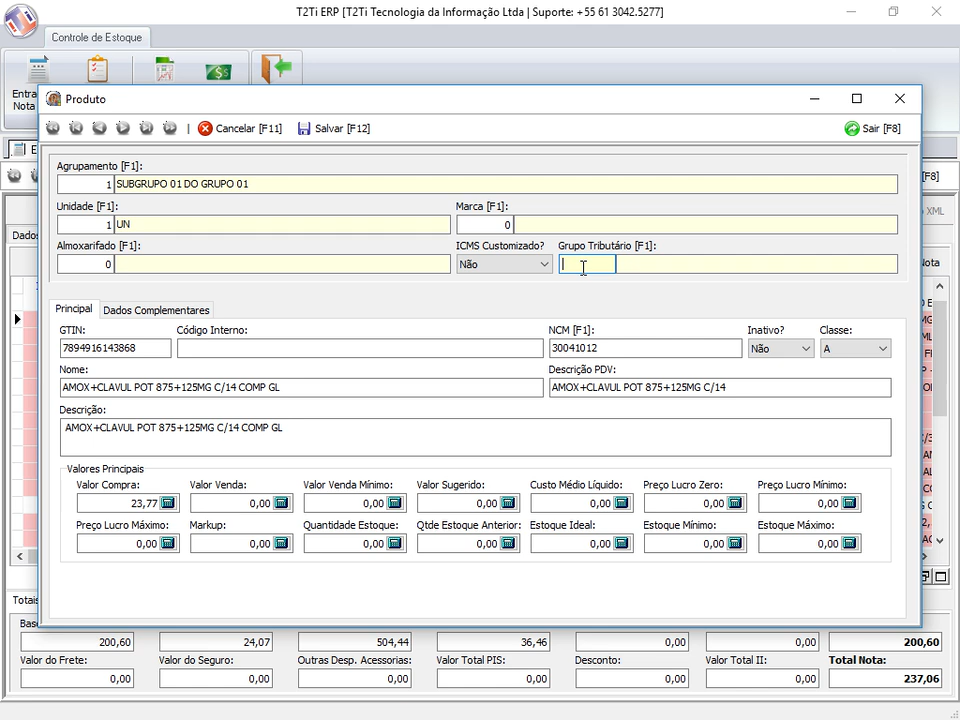 T2Ti ERP [T2Ti Tecnologia da Informação Ltda | Suporte: +55 61 3042.5277]
Controle de Estoque
Entra
Nota
Produto
Cancelar [F11]
Salvar [F12]
Sair [F8]
[F8]
Agrupamento [F1]:
1 SUBGRUPO 01 DO GRUPO 01
XML
Unidade [F1]:
Marca [F1]:
1 UN
0
Dados
Almoxarifado [F1]:
ICMS Customizado?
Grupo Tributário [F1]:
0
Não
Principal
Dados Complementares
GTIN:
Código Interno:
NCM [F1]:
Inativo?
Classe:
7894916143868
30041012
Não
A
Nome:
Descrição PDV:
AMOX+CLAVUL POT 875+125MG C/14 COMP GL
AMOX+CLAVUL POT 875+125MG C/14
Descrição:
AMOX+CLAVUL POT 875+125MG C/14 COMP GL
Valores Principais
Valor Compra:
Valor Venda:
Valor Venda Mínimo:
Valor Sugerido:
Custo Médio Líquido:
Preço Lucro Zero:
Preço Lucro Mínimo:
23,77
0,00
0,00
0,00
0,00
0,00
0,00
Preço Lucro Máximo:
Markup:
Quantidade Estoque:
Qtde Estoque Anterior:
Estoque Ideal:
Estoque Mínimo:
Estoque Máximo:
0,00
0,00
0,00
0,00
0,00
0,00
0,00
Totais
200,60
24,07
504,44
36,46
0,00
0,00
200,60
Valor do Frete:
Valor do Seguro:
Outras Desp. Acessorias:
Valor Total PIS:
Desconto:
Valor Total II:
Total Nota:
0,00
0,00
0,00
0,00
0,00
0,00
237,06